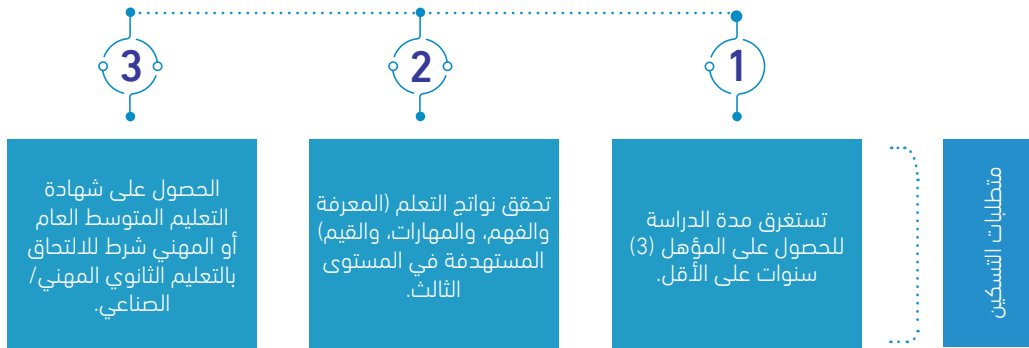 متطلبات التسكين
1
تستغرق مدة الدراسة
للحصول على المؤهل (3)
سنوات على الأقل.
2
تحقق نواتج التعلم (المعرفة
والفهم، والمهارات، والقيم)
المستهدفة في المستوى
الثالث.
3
الحصول على شهادة
التعليم المتوسط العام
أو المهني شرط للالتحاق
بالتعليم الثانوي المهني/
الصناعي.